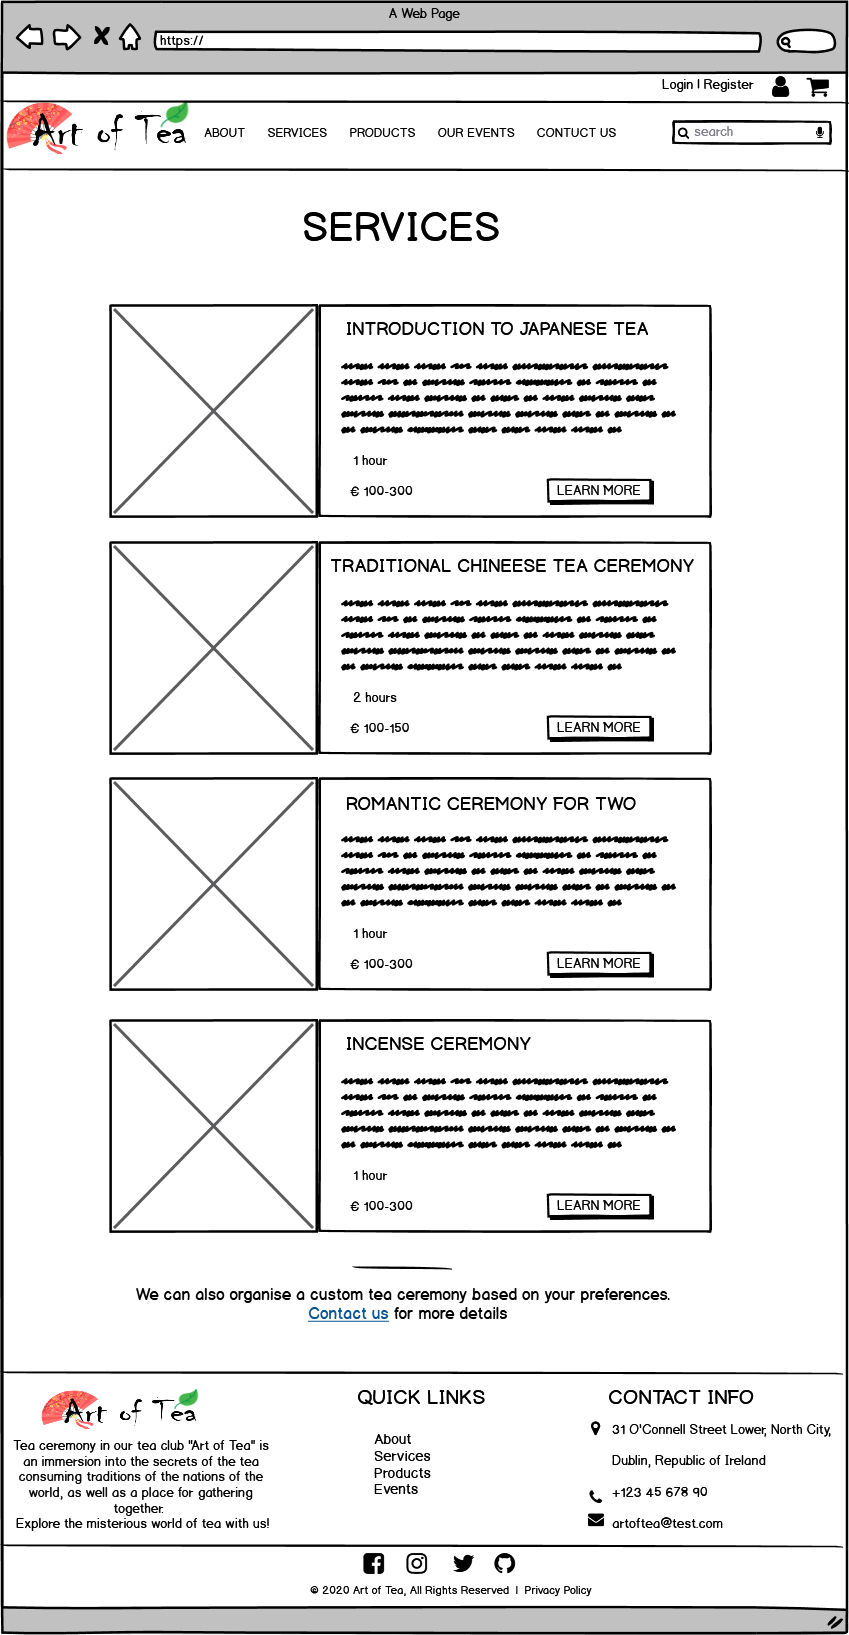 A Web Page
https://
Login | Register
Art of Tea
ABOUT SERVICES PRODUCTS OUR EVENTS CONTUCT US
search
SERVICES
INTRODUCTION TO JAPANESE TEA
1 hour
€ 100-300
LEARN MORE
TRADITIONAL CHINEESE TEA CEREMONY
2 hours
€ 100-150
LEARN MORE
ROMANTIC CEREMONY FOR TWO
1 hour
€ 100-300
LEARN MORE
INCENSE CEREMONY
1 hour
€ 100-300
LEARN MORE
We can also organise a custom tea ceremony based on your preferences.
Contact us for more details
Art of Tea
Tea ceremony in our tea club "Art of Tea" is
an immersion into the secrets of the tea
consuming traditions of the nations of the
world, as well as a place for gathering
together.
Explore the misterious world of tea with us!
QUICK LINKS
About
Services
Products
Events
CONTACT INFO
31 O'Connell Street Lower, North City,
Dublin, Republic of Ireland
+123 45 678 90
artoftea@test.com
© 2020 Art of Tea, All Rights Reserved | Privacy Policy